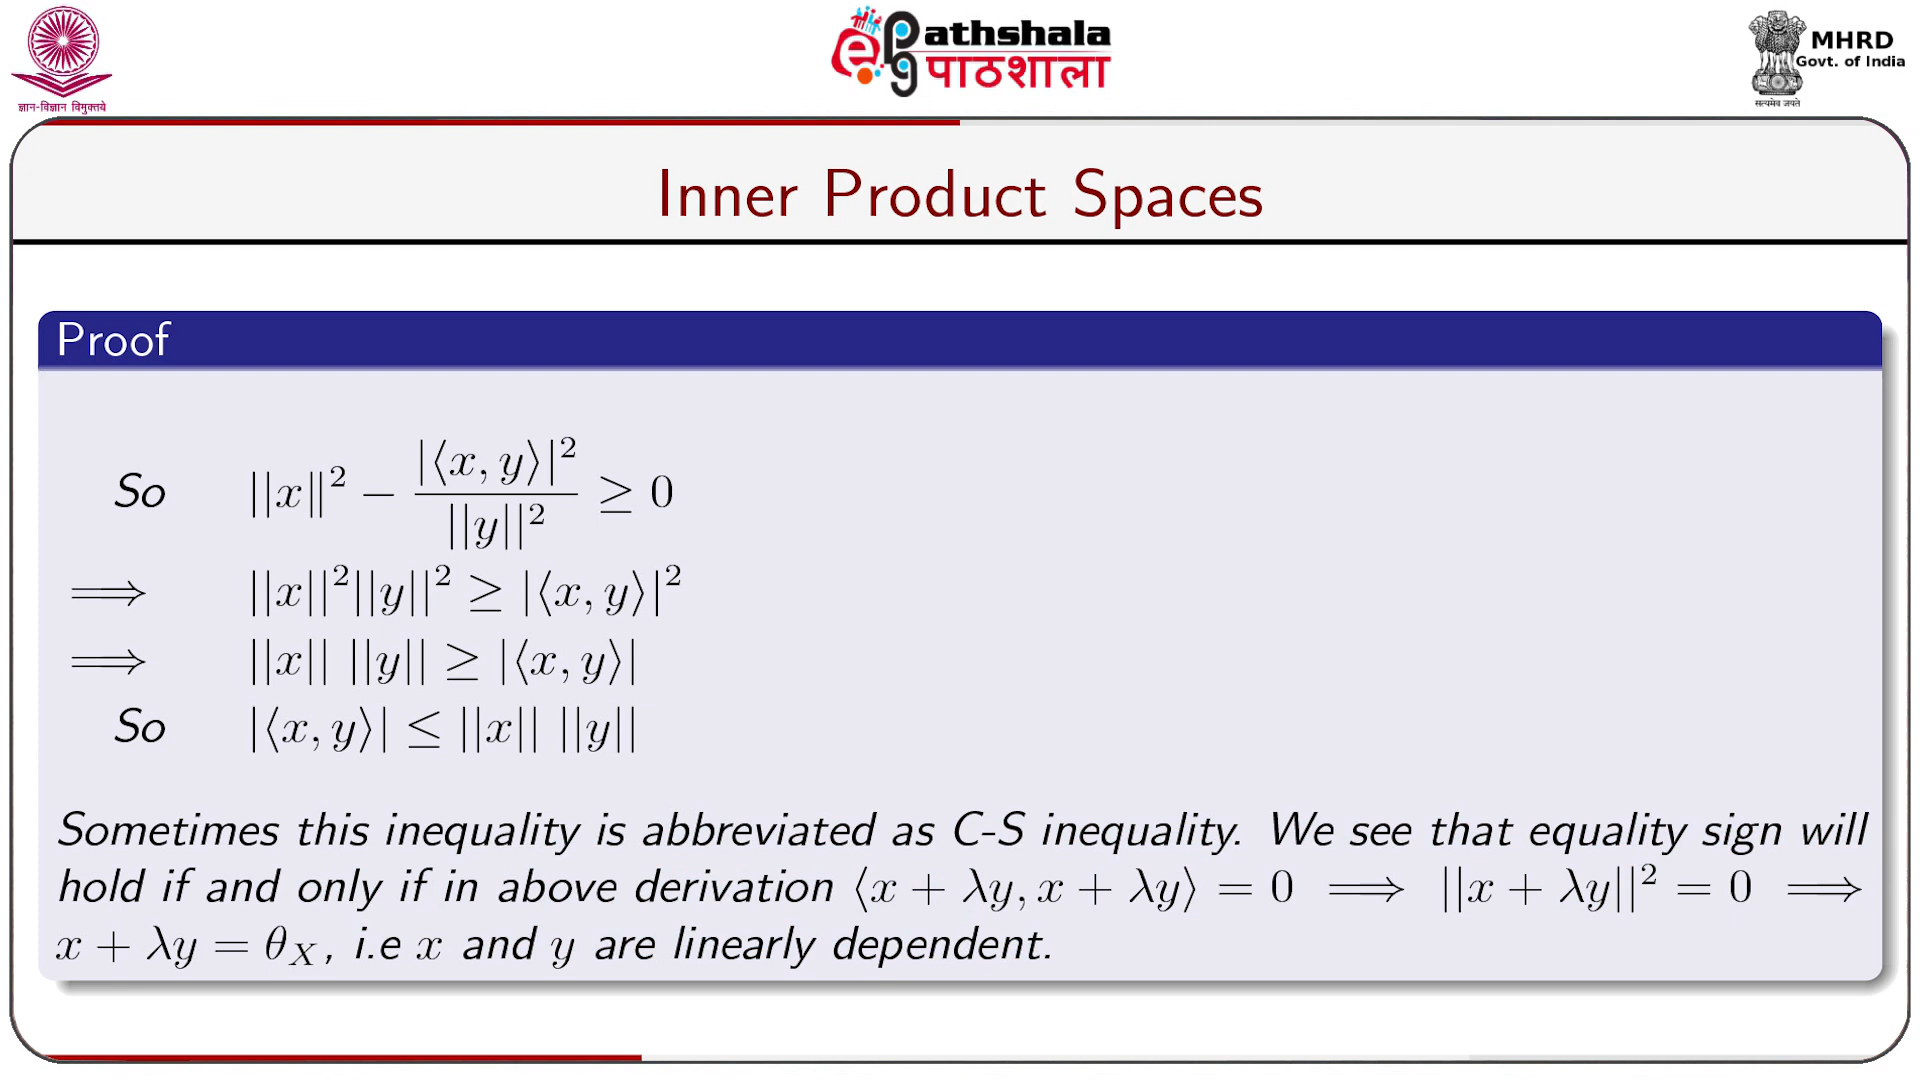 ज्ञान-विज्ञान विमुक्तये
ePG Pathshala
पाठशाला
MHRD
Govt. of India
सत्यमेव जयते
Inner Product Spaces
Proof
So ||x‖² − |⟨x, y⟩|² / ||y||² ≥ 0
⟹ ||x||²||y||² ≥ |⟨x, y⟩|²
⟹ ||x|| ||y|| ≥ |⟨x, y⟩|
So |⟨x, y⟩| ≤ ||x|| ||y||
Sometimes this inequality is abbreviated as C-S inequality. We see that equality sign will
hold if and only if in above derivation ⟨x + λy, x + λy⟩ = 0 ⟹ ||x + λy||² = 0 ⟹
x + λy = θ_X, i.e x and y are linearly dependent.